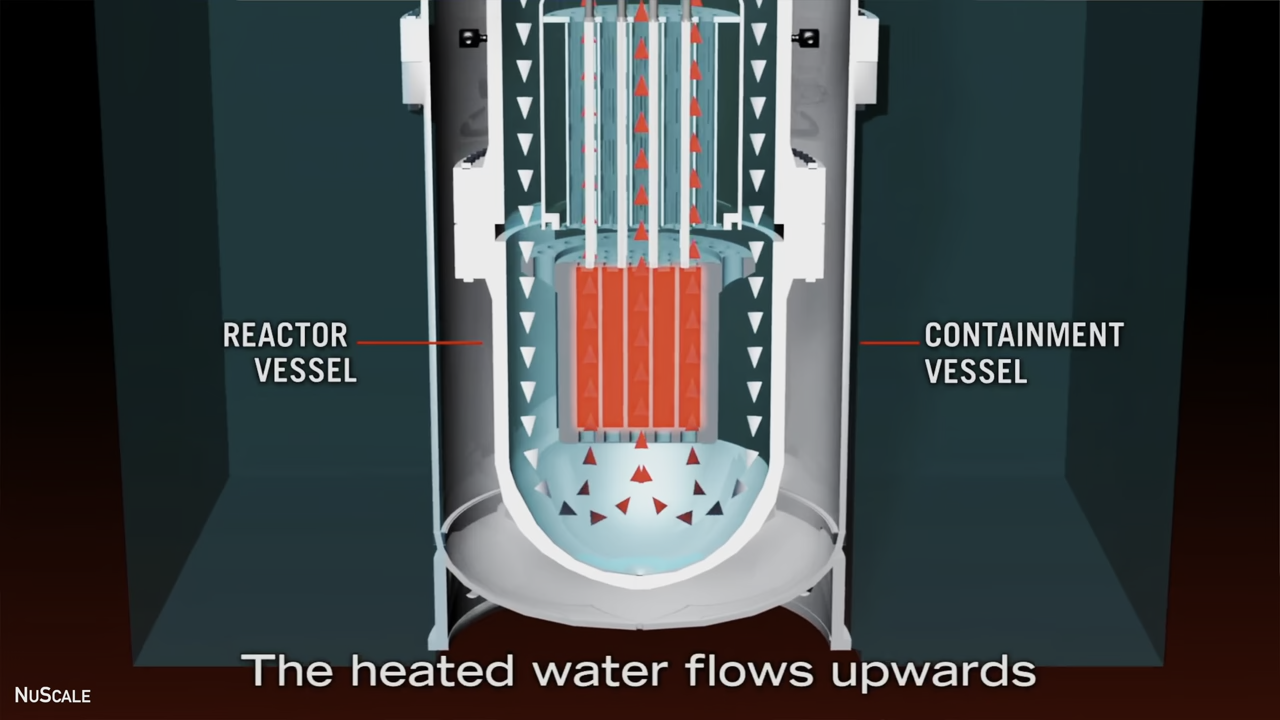 REACTOR
VESSEL
CONTAINMENT
VESSEL
The heated water flows upwards
NUSCALE